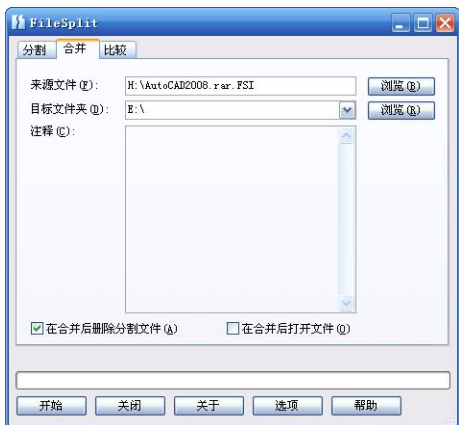 FileSplit
分割 合并 比较
来源文件(F): H:\AutoCAD2008.rar.FSI 浏览(B)
目标文件夹(D): E:\ 浏览(R)
注释(C):
在合并后删除分割文件(A) 在合并后打开文件(O)
开始 关闭 关于 选项 帮助